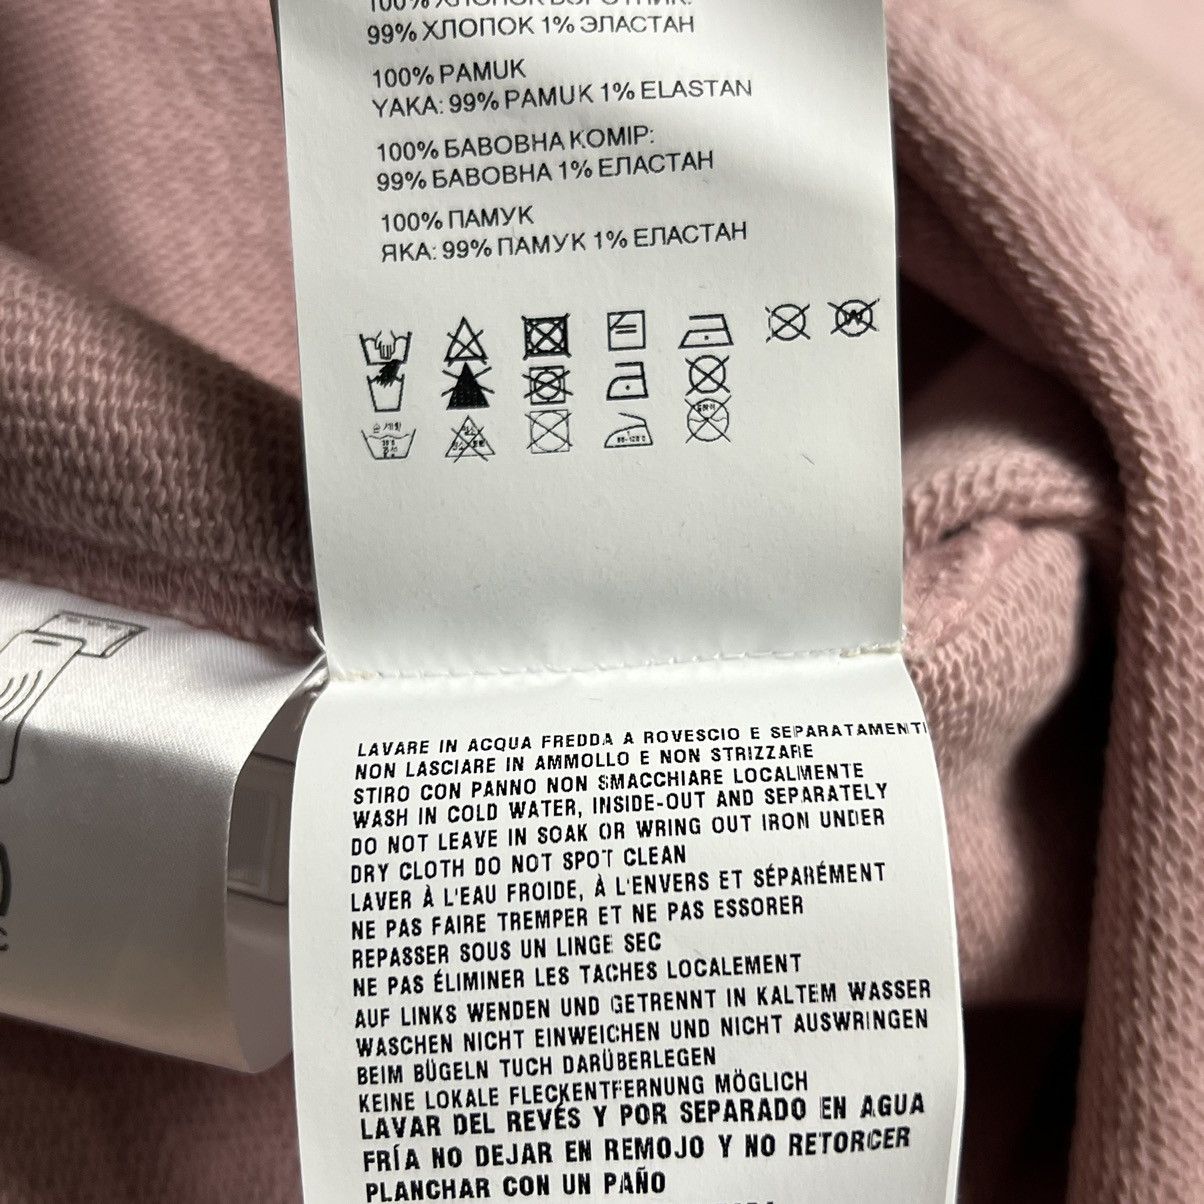 100% ХЛОПОК ВОРОТНИК:
99% ХЛОПОК 1% ЭЛАСТАН
100% PAMUK
YAKA: 99% PAMUK 1% ELASTAN
100% БАВОВНА КОМІР:
99% БАВОВНА 1% ЕЛАСТАН
100% ПАМУК
ЯКА: 99% ПАМУК 1% ЕЛАСТАН
W
LAVARE IN ACQUA FREDDA A ROVESCIO E SEPARATAMENTE
NON LASCIARE IN AMMOLLO E NON STRIZZARE
STIRO CON PANNO NON SMACCHIARE LOCALMENTE
WASH IN COLD WATER, INSIDE-OUT AND SEPARATELY
DO NOT LEAVE IN SOAK OR WRING OUT IRON UNDER
DRY CLOTH DO NOT SPOT CLEAN
LAVER À L'EAU FROIDE, À L'ENVERS ET SÉPARÉMENT
NE PAS FAIRE TREMPER ET NE PAS ESSORER
REPASSER SOUS UN LINGE SEC
NE PAS ÉLIMINER LES TACHES LOCALEMENT
AUF LINKS WENDEN UND GETRENNT IN KALTEM WASSER
WASCHEN NICHT EINWEICHEN UND NICHT AUSWRINGEN
BEIM BÜGELN TUCH DARÜBERLEGEN
KEINE LOKALE FLECKENTFERNUNG MÖGLICH
LAVAR DEL REVÉS Y POR SEPARADO EN AGUA
FRÍA NO DEJAR EN REMOJO Y NO RETORCER
PLANCHAR CON UN PAÑO